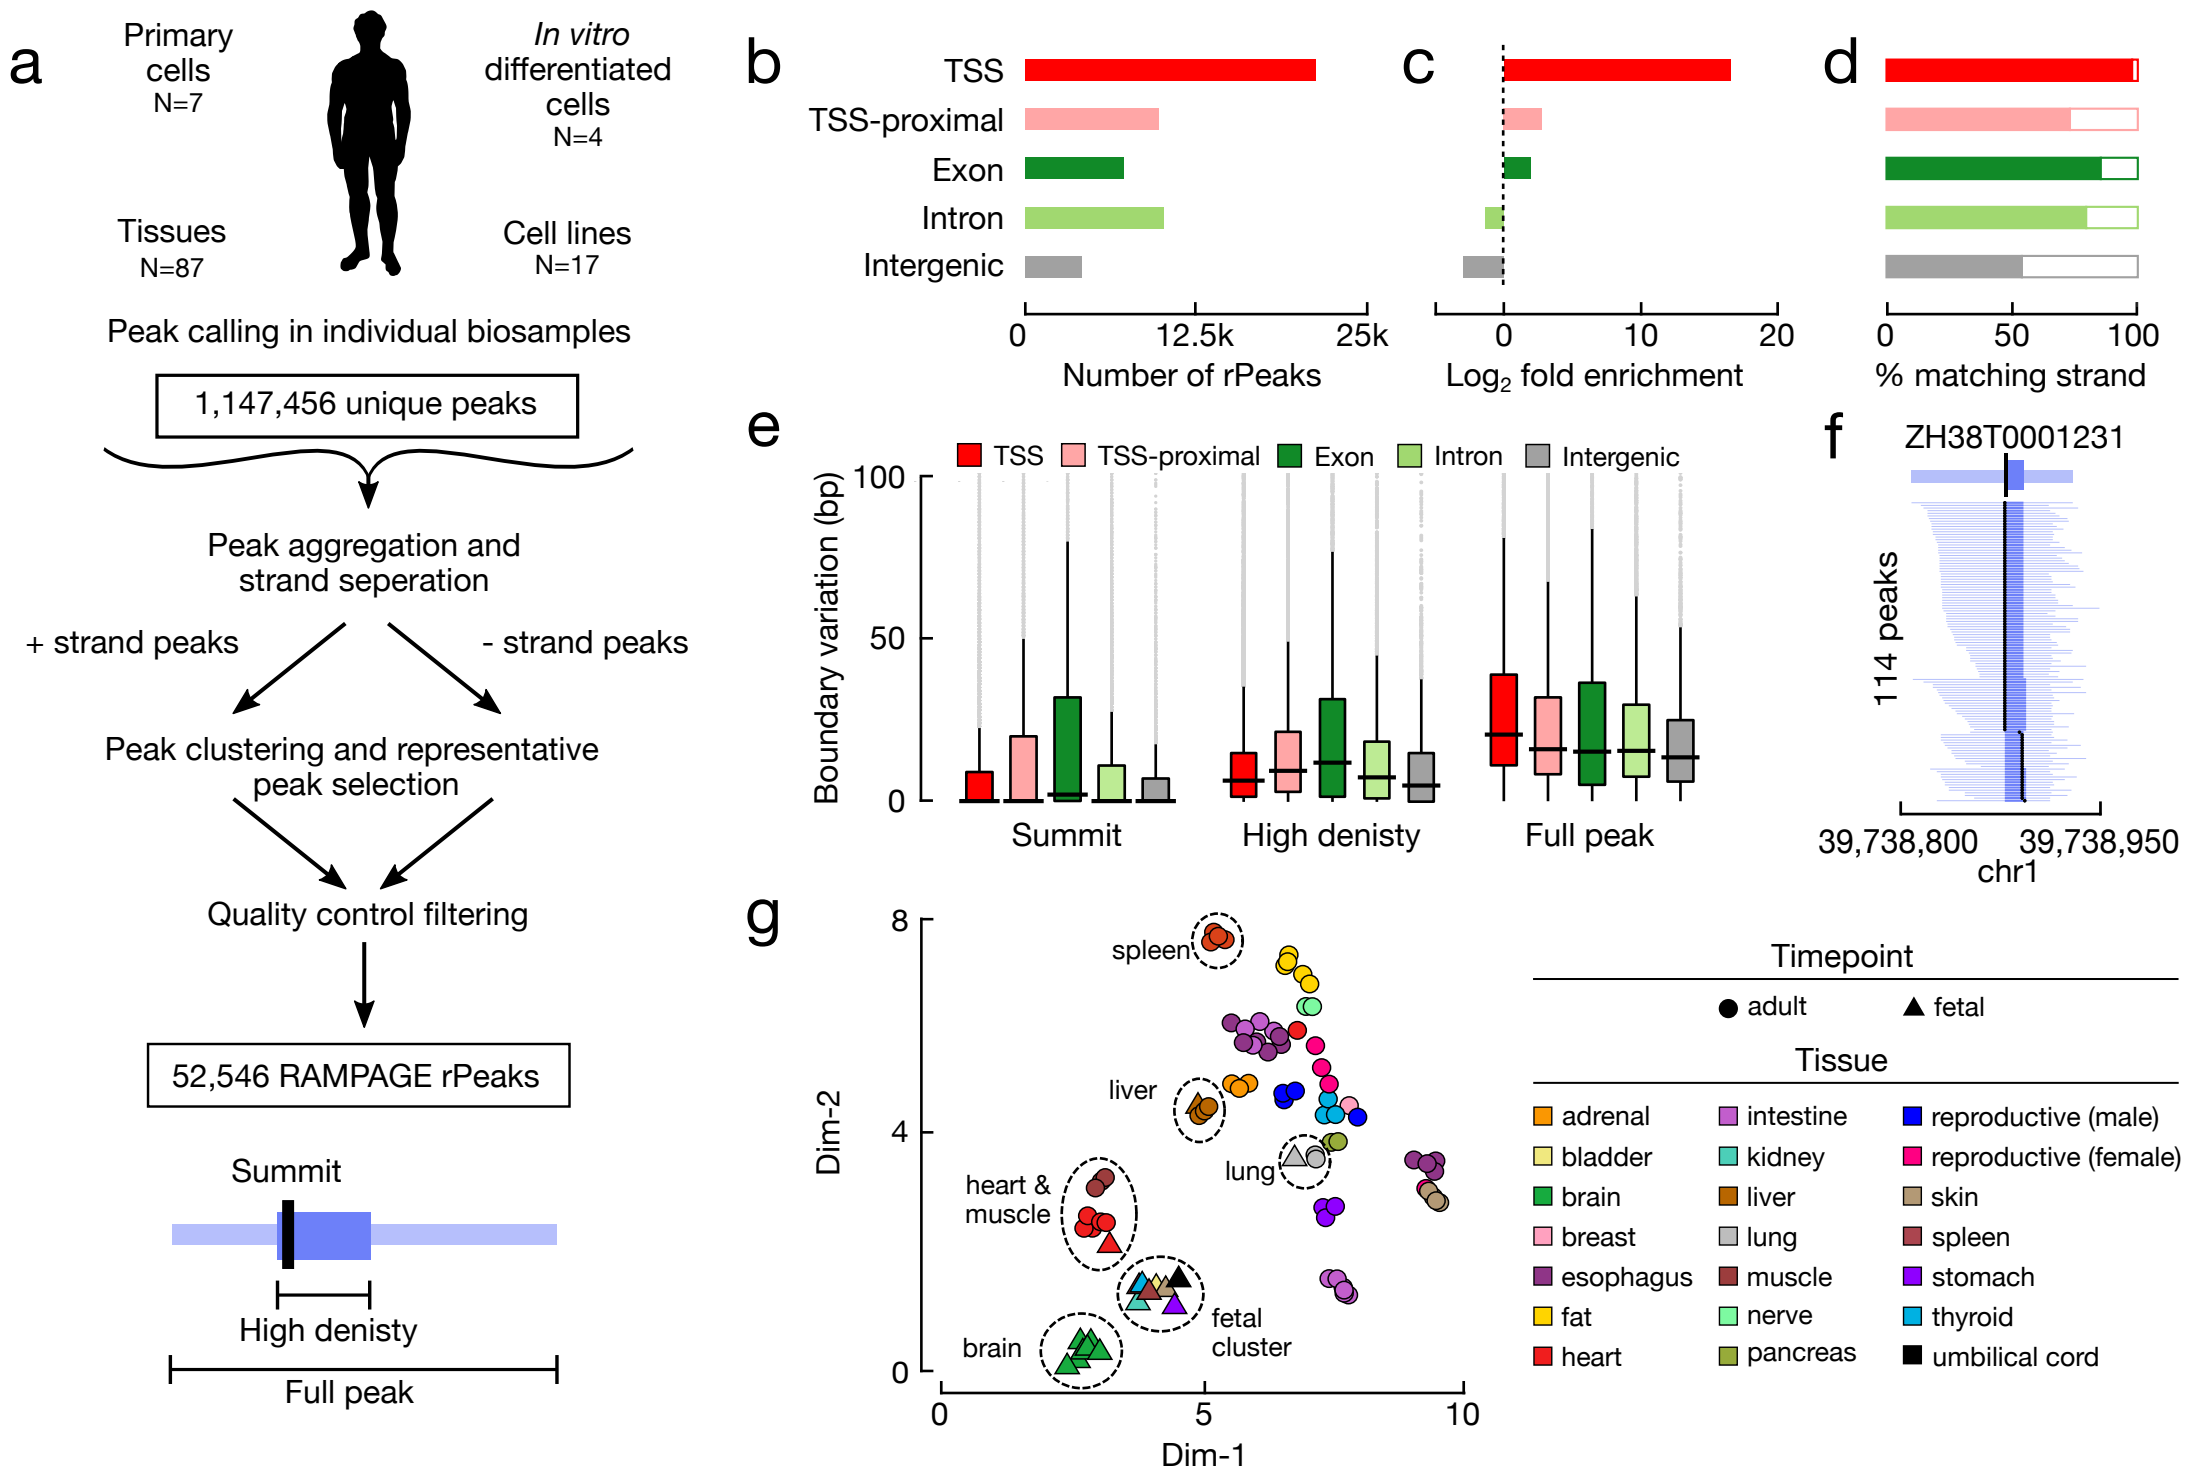 a
Primary
cells
N=7
In vitro
differentiated
cells
N=4
Tissues
N=87
Cell lines
N=17
Peak calling in individual biosamples
1,147,456 unique peaks
Peak aggregation and
strand seperation
+ strand peaks
- strand peaks
Peak clustering and representative
peak selection
Quality control filtering
52,546 RAMPAGE rPeaks
Summit
High denisty
Full peak
b
TSS
TSS-proximal
Exon
Intron
Intergenic
0 12.5k 25k
Number of rPeaks
c
0 10 20
Log₂ fold enrichment
d
0 50 100
% matching strand
e
TSS TSS-proximal Exon Intron Intergenic
100
50
0
Boundary variation (bp)
Summit High denisty Full peak
f
ZH38T0001231
114 peaks
39,738,800 39,738,950
chr1
g
8
4
0
Dim-2
spleen
liver
lung
heart &
muscle
fetal
cluster
brain
0 5 10
Dim-1
Timepoint
adult fetal
Tissue
adrenal intestine reproductive (male)
bladder kidney reproductive (female)
brain liver skin
breast lung spleen
esophagus muscle stomach
fat nerve thyroid
heart pancreas umbilical cord